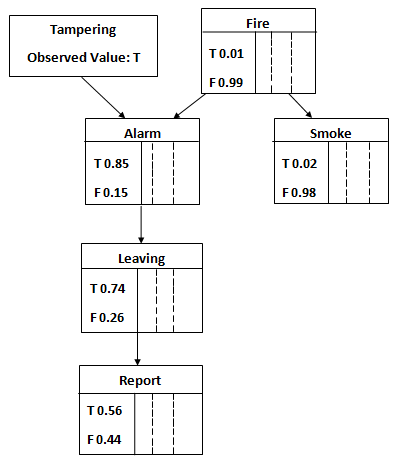 Tampering
Observed Value: T
Fire
T 0.01
F 0.99
Alarm
T 0.85
F 0.15
Smoke
T 0.02
F 0.98
Leaving
T 0.74
F 0.26
Report
T 0.56
F 0.44